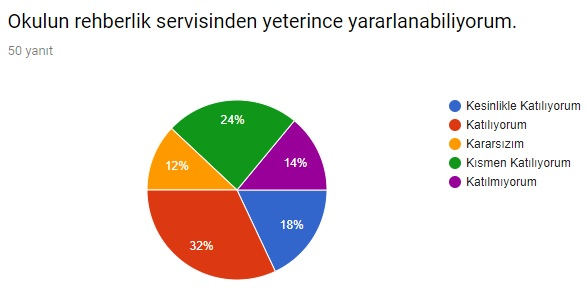 Okulun rehberlik servisinden yeterince yararlanabiliyorum.
50 yanıt
Kesinlikle Katılıyorum
Katılıyorum
Kararsızım
Kısmen Katılıyorum
Katılmıyorum
24%
14%
12%
18%
32%